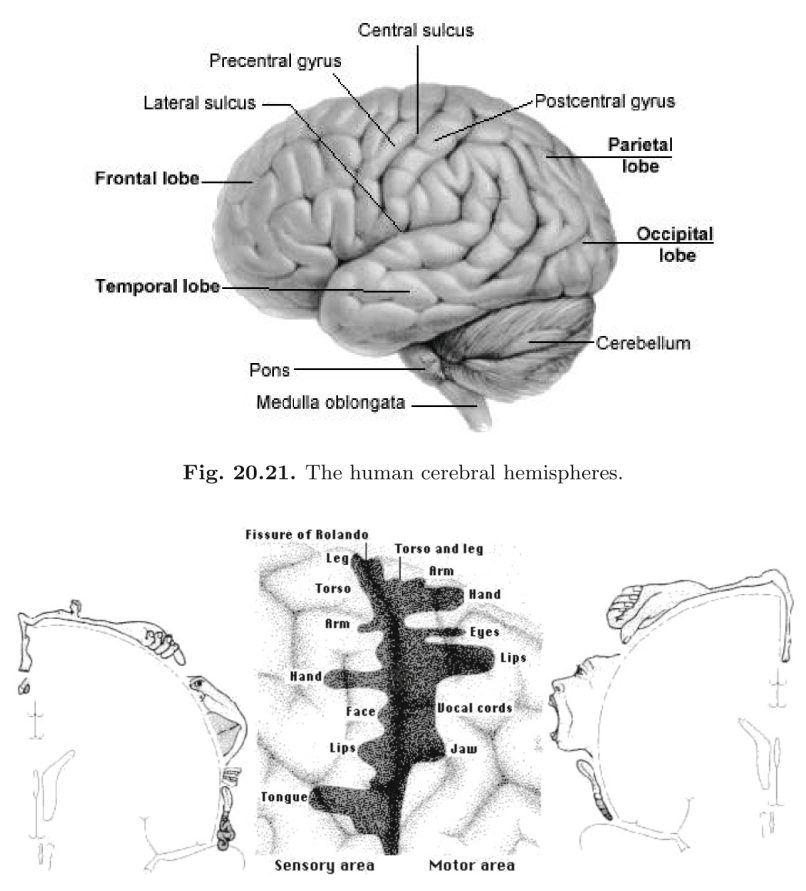 Central sulcus
Precentral gyrus
Lateral sulcus
Postcentral gyrus
Parietal
lobe
Frontal lobe
Occipital
lobe
Temporal lobe
Cerebellum
Pons
Medulla oblongata
Fig. 20.21. The human cerebral hemispheres.
Fissure of Rolando
Leg
Torso and leg
Arm
Torso
Hand
Arm
Eyes
Lips
Hand
Face
Vocal cords
Lips
Jaw
Tongue
Sensory area
Motor area